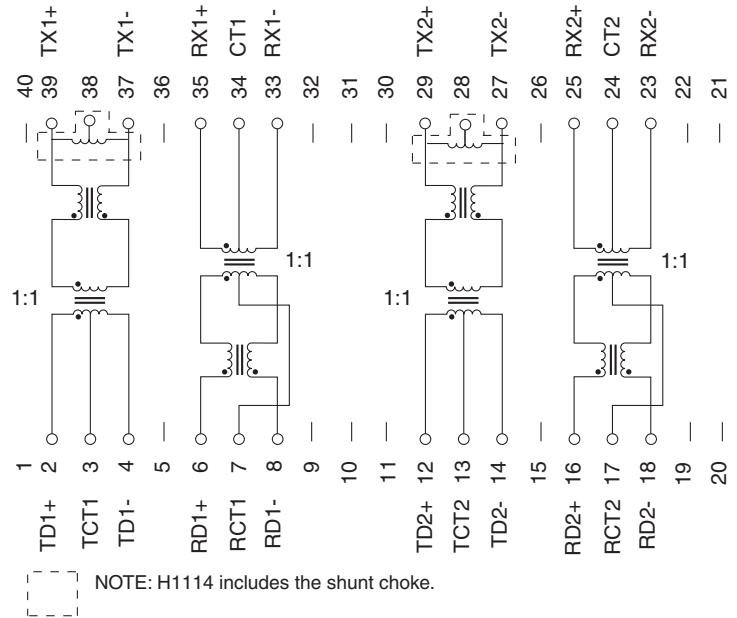 TX1+ TX1- RX1+ CT1 RX1- TX2+ TX2- RX2+ CT2 RX2-
40 39 38 37 36 35 34 33 32 31 30 29 28 27 26 25 24 23 22 21
1:1 1:1 1:1 1:1
1 2 3 4 5 6 7 8 9 10 11 12 13 14 15 16 17 18 19 20
TD1+ TCT1 TD1- RD1+ RCT1 RD1- TD2+ TCT2 TD2- RD2+ RCT2 RD2-
NOTE: H1114 includes the shunt choke.